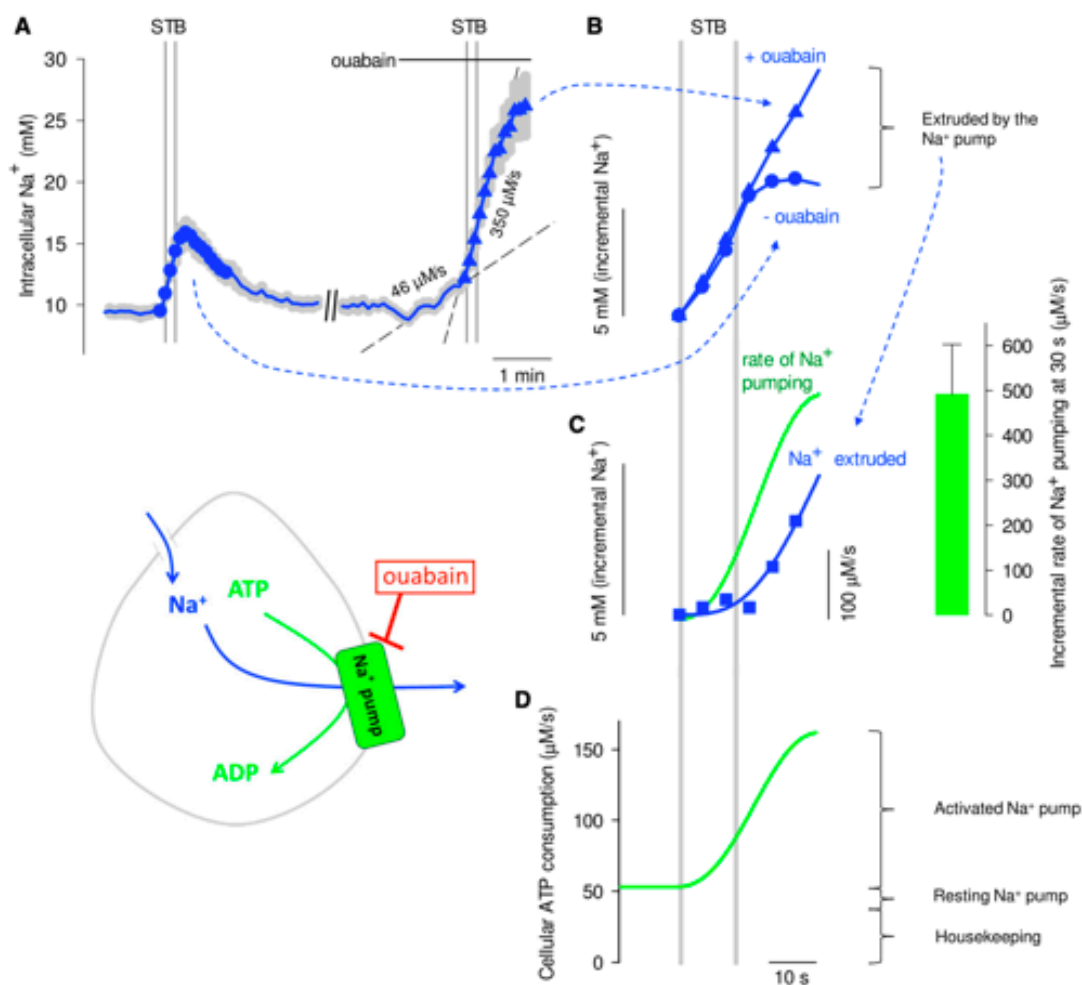 A
STB
STB
30
25
20
15
10
Intracellular Na⁺ (mM)
ouabain
46 µM/s
350 µM/s
1 min
B
STB
+ ouabain
- ouabain
5 mM (incremental Na⁺)
Extruded by the
Na⁺ pump
rate of Na⁺
pumping
C
Na⁺ extruded
5 mM (incremental Na⁺)
100 µM/s
600
500
400
300
200
100
0
Incremental rate of Na⁺ pumping at 30 s (µM/s)
Na⁺
ATP
ADP
ouabain
Na⁺ pump
D
Cellular ATP consumption (µM/s)
150
100
50
0
Activated Na⁺ pump
Resting Na⁺ pump
Housekeeping
10 s